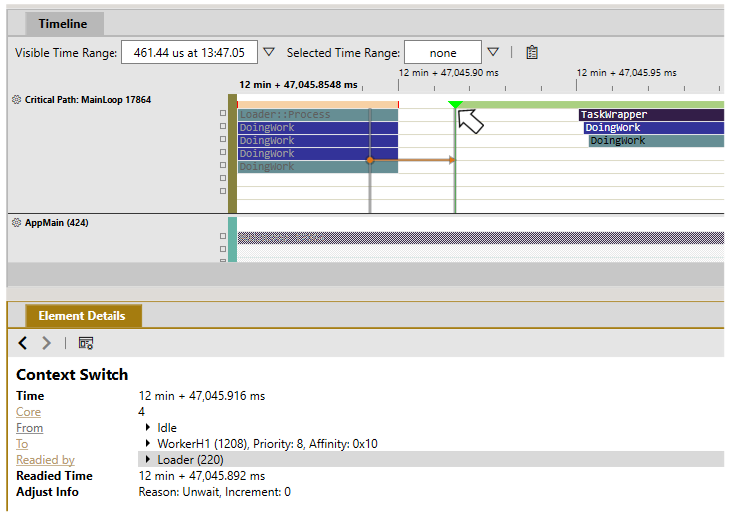 Timeline
Visible Time Range: 461.44 us at 13:47.05 Selected Time Range: none
12 min + 47,045.8548 ms 12 min + 47,045.90 ms 12 min + 47,045.95 ms
Critical Path: MainLoop 17864
Loader::Process TaskWrapper
DoingWork DoingWork
DoingWork DoingWork
DoingWork
DoingWork
AppMain (424)
Element Details
Context Switch
Time 12 min + 47,045.916 ms
Core 4
From Idle
To WorkerH1 (1208), Priority: 8, Affinity: 0x10
Readied by Loader (220)
Readied Time 12 min + 47,045.892 ms
Adjust Info Reason: Unwait, Increment: 0